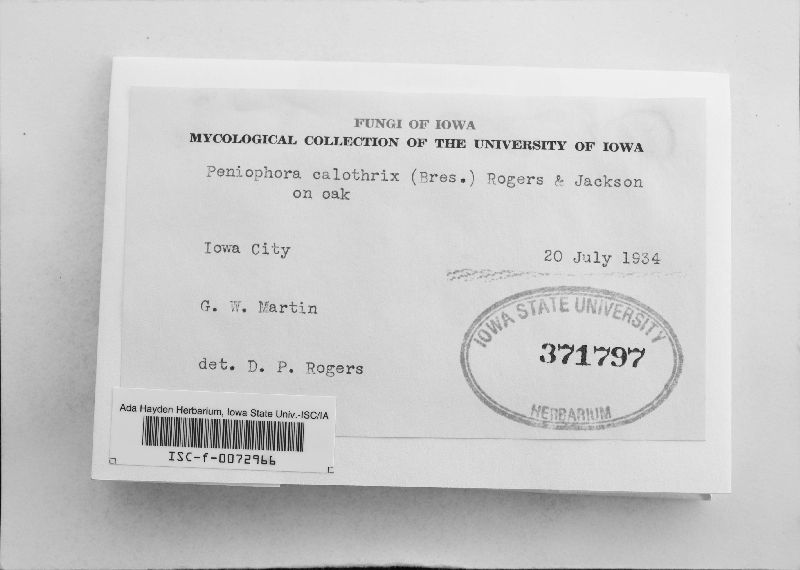 FUNGI OF IOWA
MYCOLOGICAL COLLECTION OF THE UNIVERSITY OF IOWA
Peniophora calothrix (Bres.) Rogers & Jackson
on oak
Iowa City
20 July 1934
G. W. Martin
det. D. P. Rogers
IOWA STATE UNIVERSITY
371797
HERBARIUM
Ada Hayden Herbarium, Iowa State Univ.-ISC/IA
ISC-f-0072966